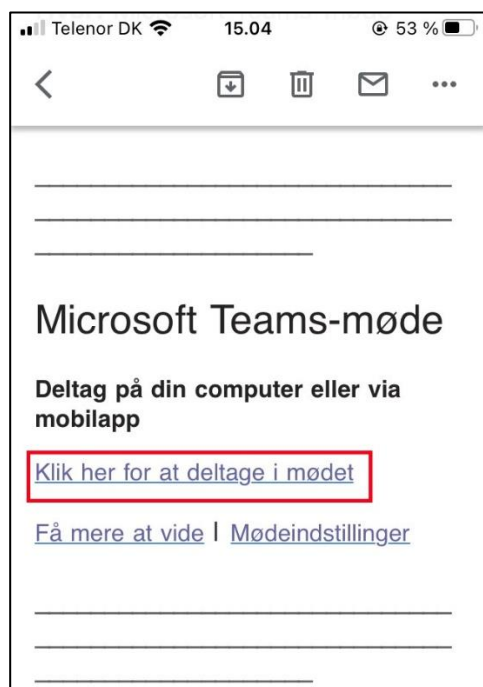 Telenor DK 15.04 53 %
Microsoft Teams-møde
Deltag på din computer eller via
mobilapp
Klik her for at deltage i mødet
Få mere at vide | Mødeindstillinger